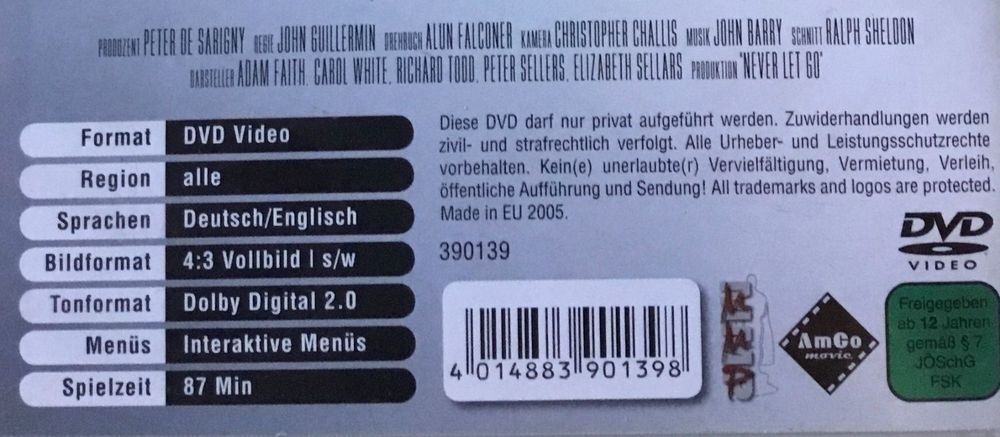 PRODUZENT PETER DE SARIGNY REGIE JOHN GUILLERMIN DREHBUCH ALUN FALCONER KAMERA CHRISTOPHER CHALLIS MUSIK JOHN BARRY SCHNITT RALPH SHELDON
DARSTELLER ADAM FAITH, CAROL WHITE, RICHARD TODD, PETER SELLERS, ELIZABETH SELLARS PRODUKTION "NEVER LET GO"
Format DVD Video
Region alle
Sprachen Deutsch/Englisch
Bildformat 4:3 Vollbild | s/w
Tonformat Dolby Digital 2.0
Menüs Interaktive Menüs
Spielzeit 87 Min
Diese DVD darf nur privat aufgeführt werden. Zuwiderhandlungen werden
zivil- und strafrechtlich verfolgt. Alle Urheber- und Leistungsschutzrechte
vorbehalten. Kein(e) unerlaubte(r) Vervielfältigung, Vermietung, Verleih,
öffentliche Aufführung und Sendung! All trademarks and logos are protected.
Made in EU 2005.
390139
4 014883 901398
DVD
VIDEO
AmCo
movie
Freigegeben
ab 12 Jahren
gemäß § 7
JÖSchG
FSK